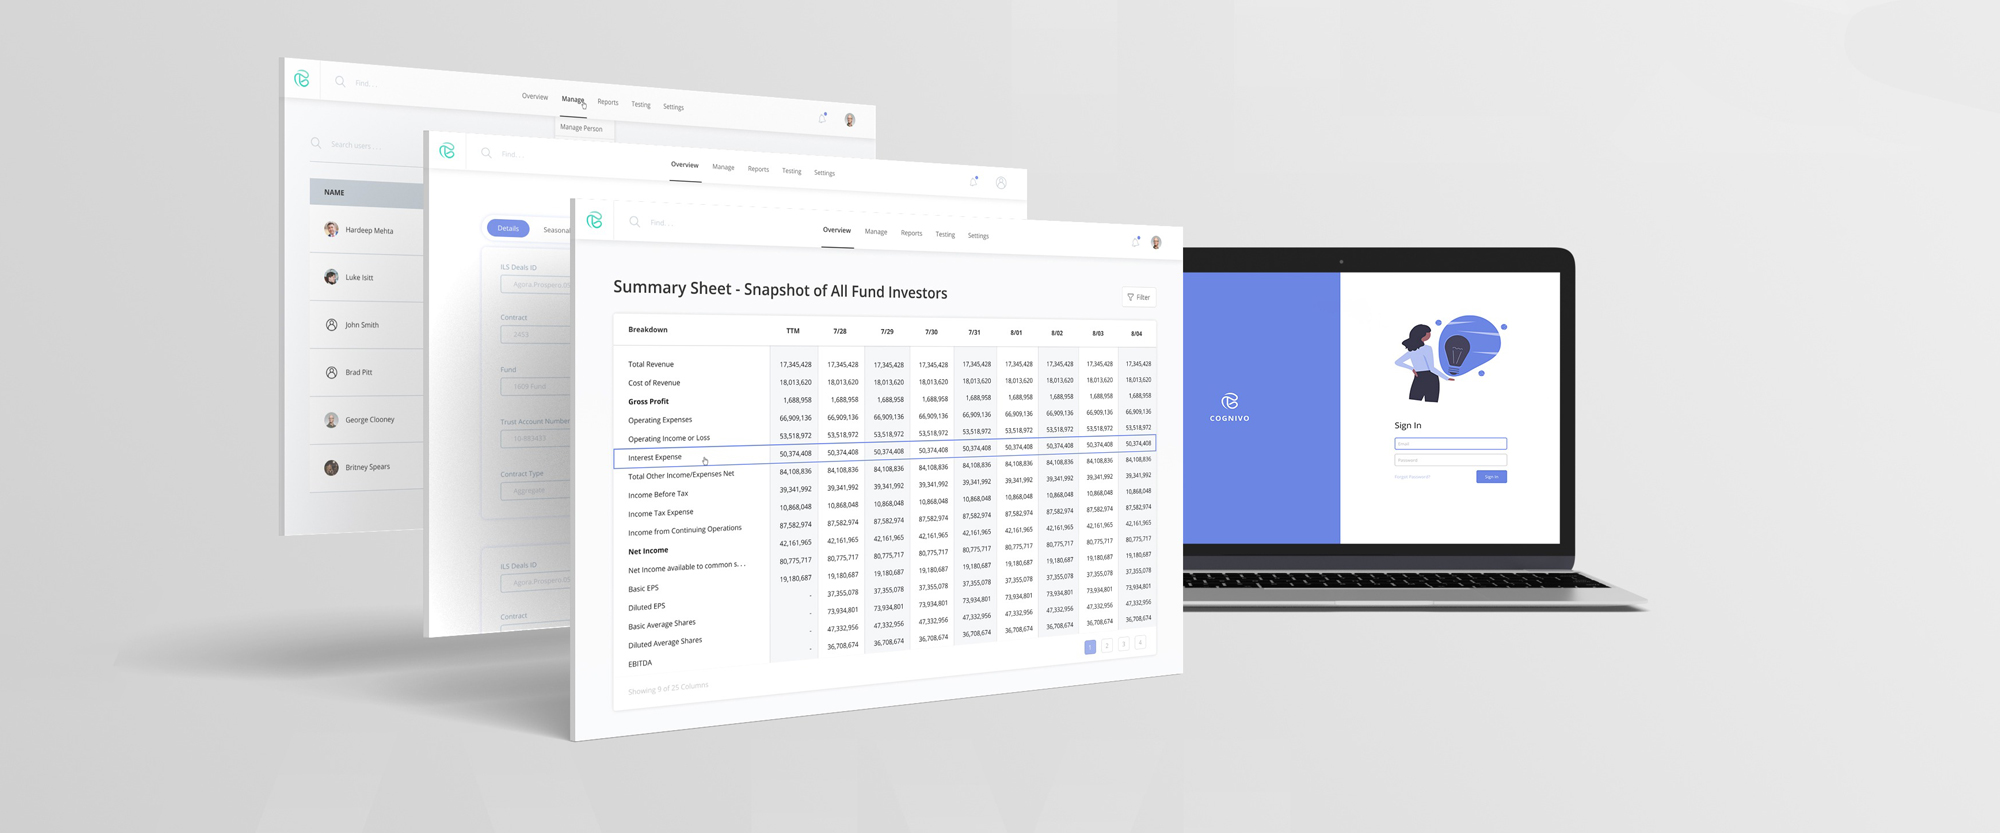 Find . . .
Overview Manage Reports Testing Settings
Manage Person
Search users . . .
NAME
Hardeep Mehta
Luke Isitt
John Smith
Brad Pitt
George Clooney
Britney Spears
Find . . .
Overview Manage Reports Testing Settings
Details
ILS Deals ID
Contract
2453
Fund
1609 Fund
Trust Account Number
10-853423
Contract Type
Aggregate
ILS Deals ID
Contract
Find . . .
Overview Manage Reports Testing Settings
Summary Sheet - Snapshot of All Fund Investors
Filter
Breakdown TTM 7/28 7/29 7/30 7/31 8/01 8/02 8/03 8/04
Total Revenue 17,345,428 17,345,428 17,345,428 17,345,428 17,345,428 17,345,428 17,345,428 17,345,428 17,345,428
Cost of Revenue 18,013,620 18,013,620 18,013,620 18,013,620 18,013,620 18,013,620 18,013,620 18,013,620 18,013,620
Gross Profit 1,688,958 1,688,958 1,688,958 1,688,958 1,688,958 1,688,958 1,688,958 1,688,958 1,688,958
Operating Expenses 66,909,136 66,909,136 66,909,136 66,909,136 66,909,136 66,909,136 66,909,136 66,909,136 66,909,136
Operating Income or Loss 53,518,972 53,518,972 53,518,972 53,518,972 53,518,972 53,518,972 53,518,972 53,518,972 53,518,972
Interest Expense 50,374,408 50,374,408 50,374,408 50,374,408 50,374,408 50,374,408 50,374,408 50,374,408 50,374,408
Total Other Income/Expenses Net 84,108,836 84,108,836 84,108,836 84,108,836 84,108,836 84,108,836 84,108,836 84,108,836 84,108,836
Income Before Tax 39,341,992 39,341,992 39,341,992 39,341,992 39,341,992 39,341,992 39,341,992 39,341,992 39,341,992
Income Tax Expense 10,868,048 10,868,048 10,868,048 10,868,048 10,868,048 10,868,048 10,868,048 10,868,048 10,868,048
Income from Continuing Operations 87,582,974 87,582,974 87,582,974 87,582,974 87,582,974 87,582,974 87,582,974 87,582,974 87,582,974
Net Income 42,161,965 42,161,965 42,161,965 42,161,965 42,161,965 42,161,965 42,161,965 42,161,965 42,161,965
Net Income available to common s. . . 80,775,717 80,775,717 80,775,717 80,775,717 80,775,717 80,775,717 80,775,717 80,775,717 80,775,717
Basic EPS 19,180,687 19,180,687 19,180,687 19,180,687 19,180,687 19,180,687 19,180,687 19,180,687 19,180,687
Diluted EPS - 37,355,078 37,355,078 37,355,078 37,355,078 37,355,078 37,355,078 37,355,078 37,355,078
Basic Average Shares - 73,934,801 73,934,801 73,934,801 73,934,801 73,934,801 73,934,801 73,934,801 73,934,801
Diluted Average Shares - 47,332,956 47,332,956 47,332,956 47,332,956 47,332,956 47,332,956 47,332,956 47,332,956
EBITDA - 36,708,674 36,708,674 36,708,674 36,708,674 36,708,674 36,708,674 36,708,674 36,708,674
Showing 9 of 25 Columns
1 2 3 4
COGNIVO
Sign In
Email
Password
Forgot Password?
Sign In